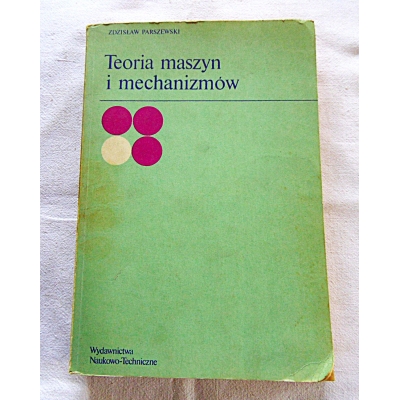 ZDZISŁAW PARSZEWSKI
Teoria maszyn
i mechanizmów
Wydawnictwa
Naukowo-Techniczne